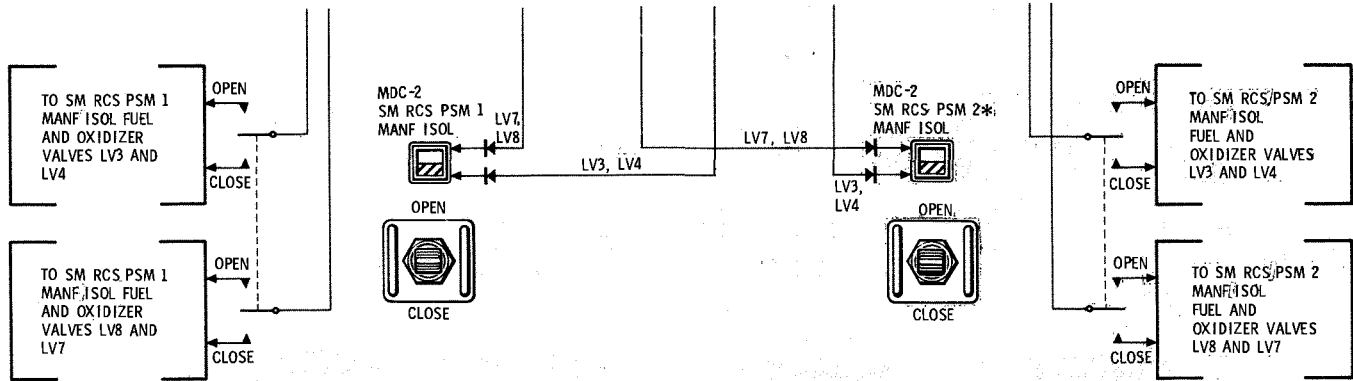 TO SM RCS PSM 1
MANF ISOL FUEL
AND OXIDIZER
VALVES LV3 AND
LV4
OPEN
CLOSE
TO SM RCS PSM 1
MANF ISOL FUEL
AND OXIDIZER
VALVES LV8 AND
LV7
OPEN
CLOSE
MDC-2
SM RCS PSM 1
MANF ISOL
LV7,
LV8
LV3, LV4
OPEN
CLOSE
LV7, LV8
MDC-2
SM RCS PSM 2*
MANF ISOL
LV3,
LV4
OPEN
CLOSE
OPEN
CLOSE
TO SM RCS/PSM 2
MANF ISOL
FUEL AND
OXIDIZER VALVES
LV3 AND LV4
OPEN
CLOSE
TO SM RCS/PSM 2
MANF ISOL
FUEL AND
OXIDIZER VALVES
LV8 AND LV7